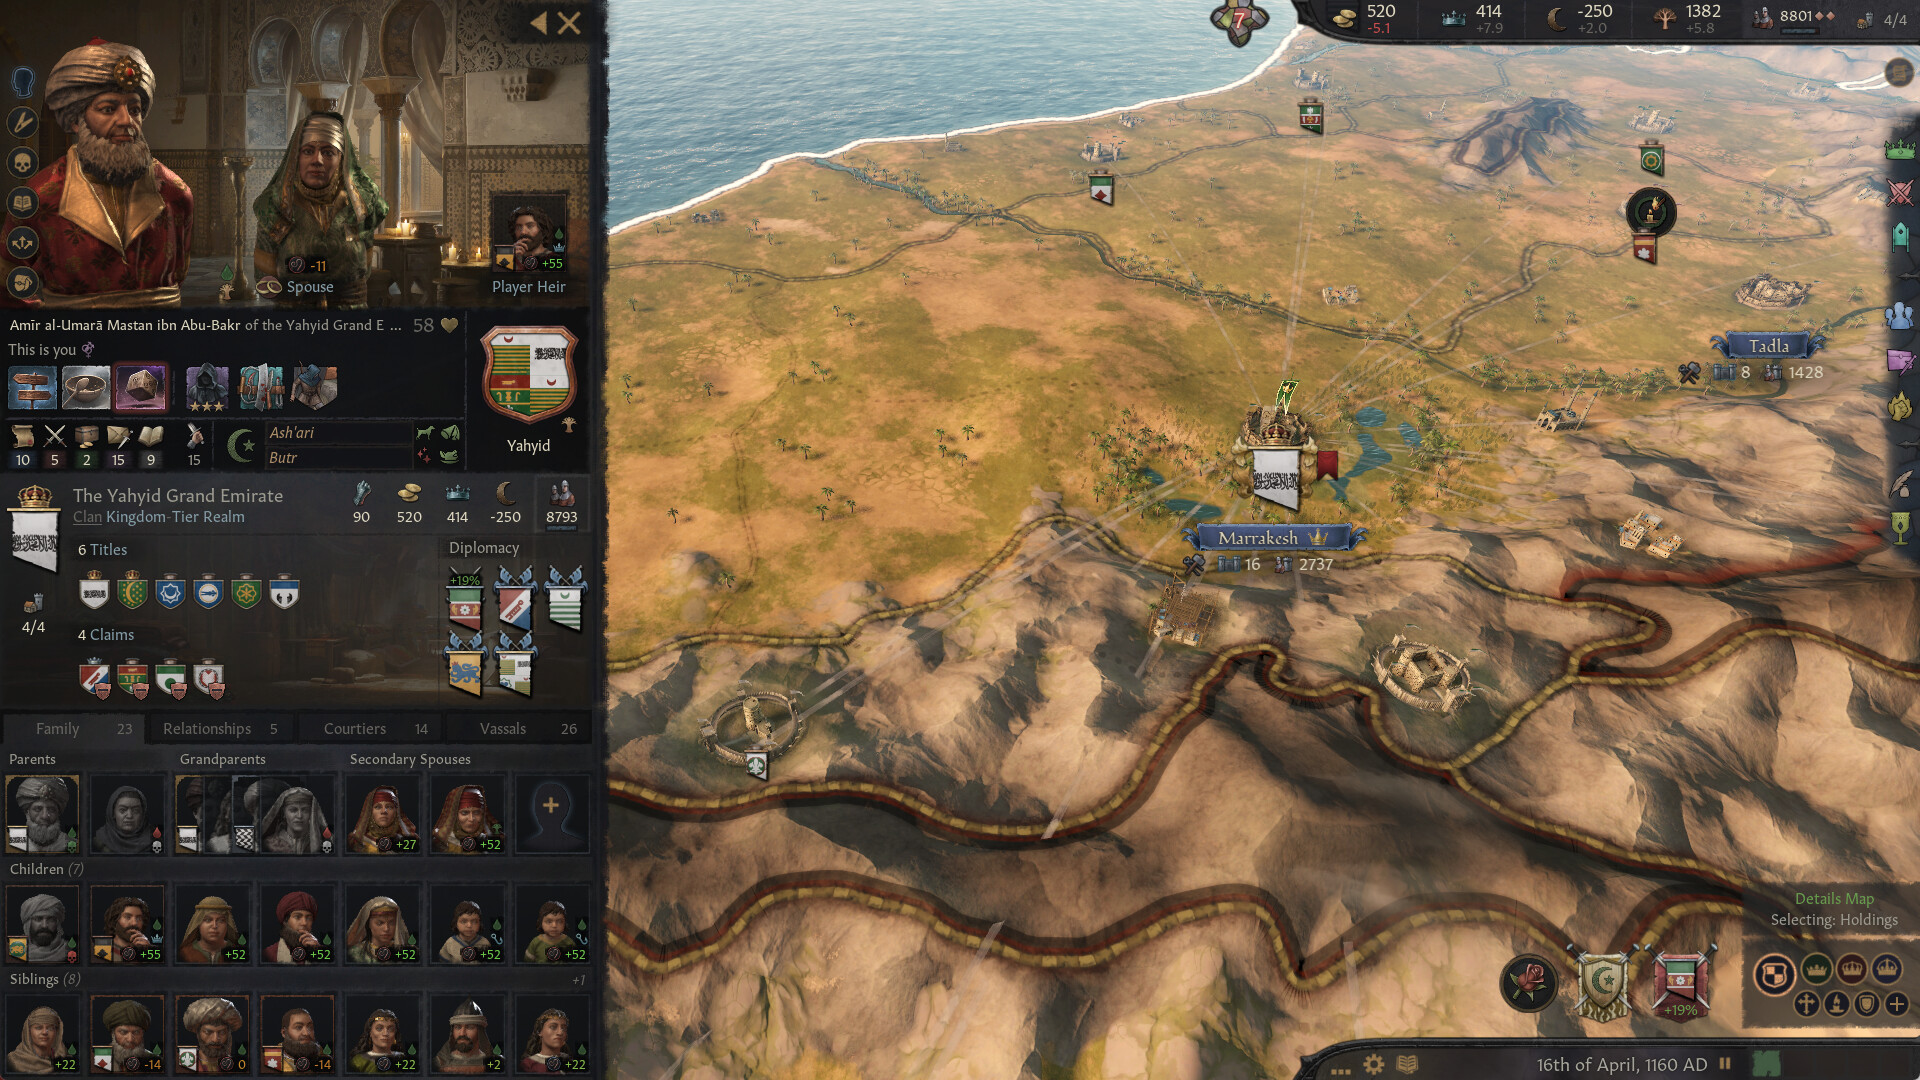 7
520
-5.1
414
+7.9
-250
+2.0
1382
+5.8
8801
4/4
-11
Spouse
+55
Player Heir
Amīr al-Umarā Mastan ibn Abu-Bakr of the Yahyid Grand E ... 58
This is you
Yahyid
10 5 2 15 9 15
Ash'ari
Butr
The Yahyid Grand Emirate
Clan Kingdom-Tier Realm
90 520 414 -250 8793
6 Titles
Diplomacy
+19%
4/4
4 Claims
Family 23
Relationships 5
Courtiers 14
Vassals 26
Parents
Grandparents
Secondary Spouses
+27
+52
Children (7)
+55
+52
+52
+52
+52
+52
Siblings (8)
+1
+22
-14
0
-14
+22
+2
+22
Tadla
8 1428
Marrakesh
16 2737
Details Map
Selecting: Holdings
+19%
16th of April, 1160 AD